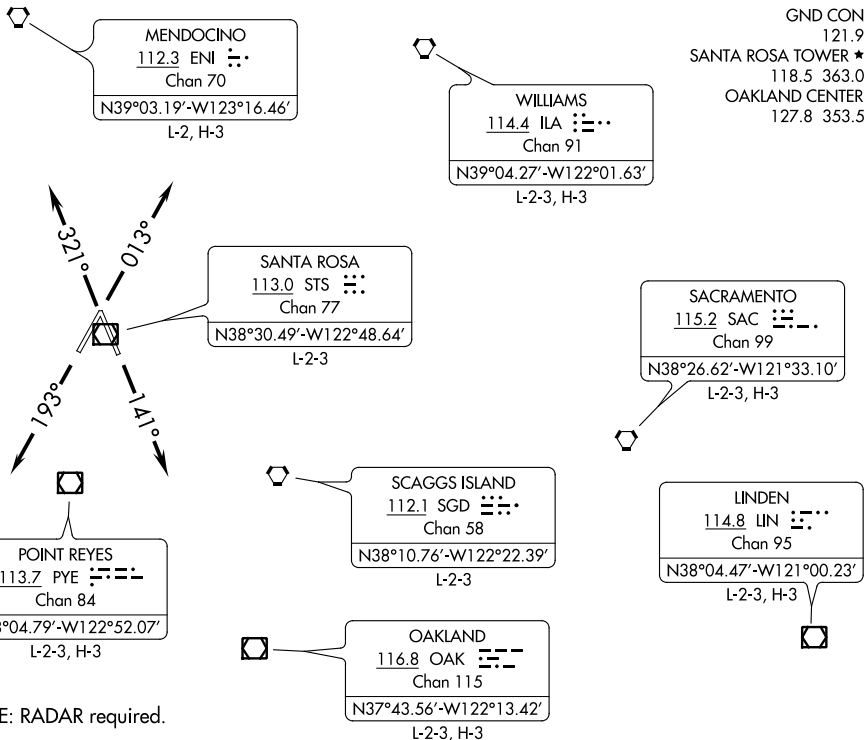 GND CON
121.9
SANTA ROSA TOWER ★
118.5 363.0
OAKLAND CENTER
127.8 353.5
MENDOCINO
112.3 ENI
Chan 70
N39°03.19′-W123°16.46′
L-2, H-3
WILLIAMS
114.4 ILA
Chan 91
N39°04.27′-W122°01.63′
L-2-3, H-3
321°
013°
193°
141°
SANTA ROSA
113.0 STS
Chan 77
N38°30.49′-W122°48.64′
L-2-3
SACRAMENTO
115.2 SAC
Chan 99
N38°26.62′-W121°33.10′
L-2-3, H-3
SCAGGS ISLAND
112.1 SGD
Chan 58
N38°10.76′-W122°22.39′
L-2-3
LINDEN
114.8 LIN
Chan 95
N38°04.47′-W121°00.23′
L-2-3, H-3
POINT REYES
113.7 PYE
Chan 84
8°04.79′-W122°52.07′
L-2-3, H-3
OAKLAND
116.8 OAK
Chan 115
N37°43.56′-W122°13.42′
L-2-3, H-3
E: RADAR required.